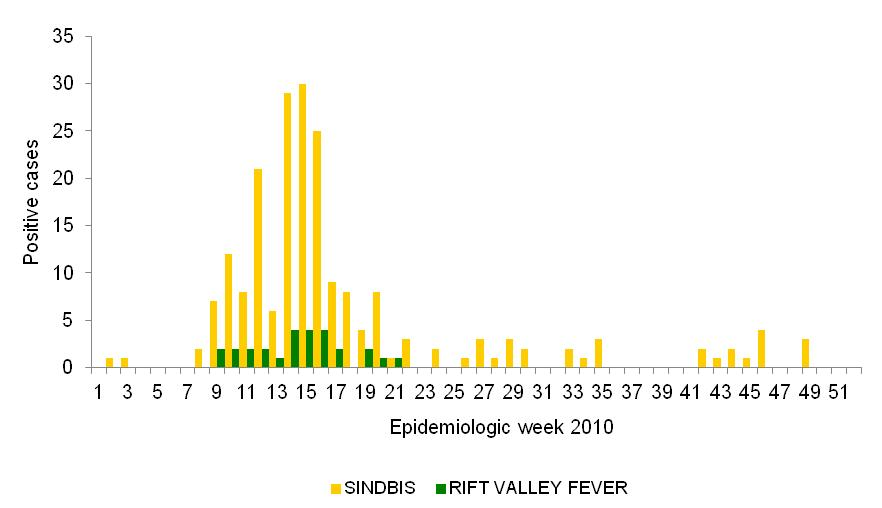 35
30
25
20
15
10
5
0
Positive cases
1 3 5 7 9 11 13 15 17 19 21 23 25 27 29 31 33 35 37 39 41 43 45 47 49 51
Epidemiologic week 2010
SINDBIS RIFT VALLEY FEVER